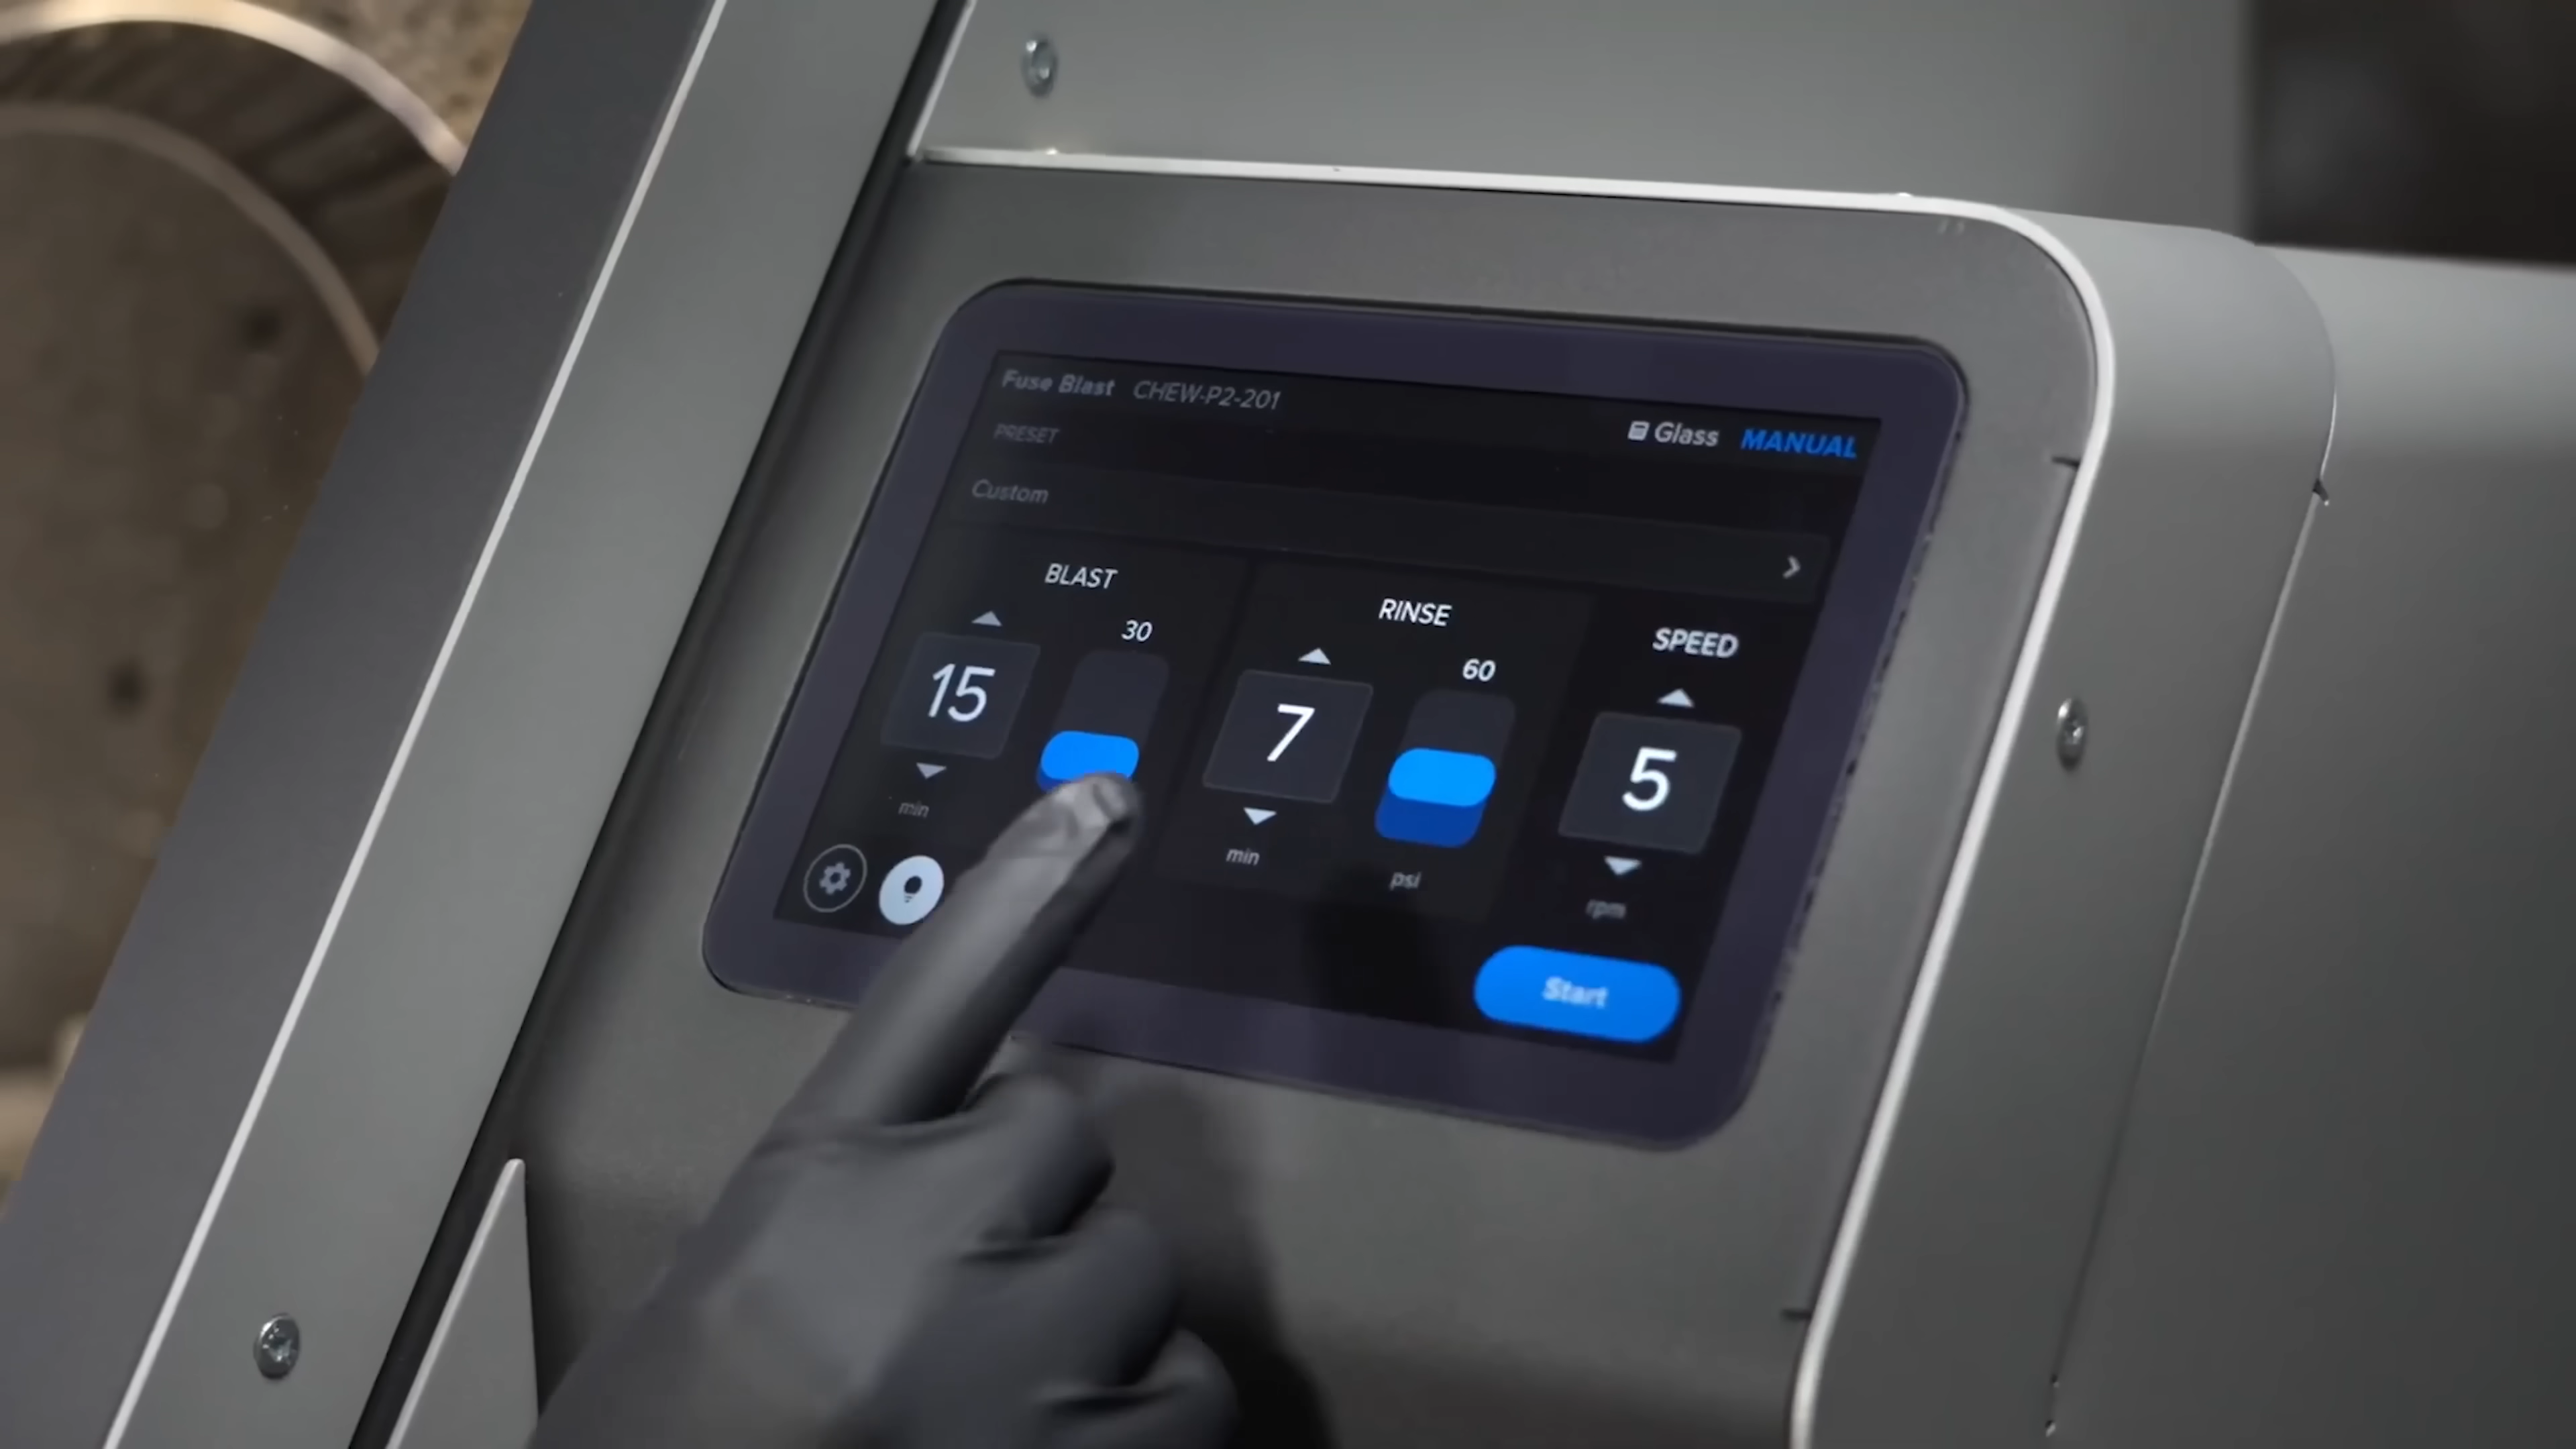 Fuse Blast CHEW-P2-201
Glass MANUAL
PRESET
Custom
BLAST
30
15
min
RINSE
60
7
min
psi
SPEED
5
rpm
Start